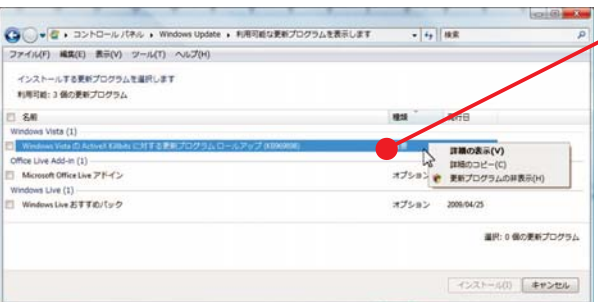 コントロール パネル ▸ Windows Update ▸ 利用可能な更新プログラムを表示します 検索
ファイル(F) 編集(E) 表示(V) ツール(T) ヘルプ(H)
インストールする更新プログラムを選択します
利用可能: 3 個の更新プログラム
名前 種類 発行日
Windows Vista (1)
Windows Vista の ActiveX Killbits に対する更新プログラム ロールアップ (KB969898)
詳細の表示(V)
Office Live Add-in (1)
詳細のコピー(C)
Microsoft Office Live アドイン オプション
更新プログラムの非表示(H)
Windows Live (1)
Windows Live おすすめパック オプション 2009/04/25
選択: 0 個の更新プログラム
インストール(I) キャンセル